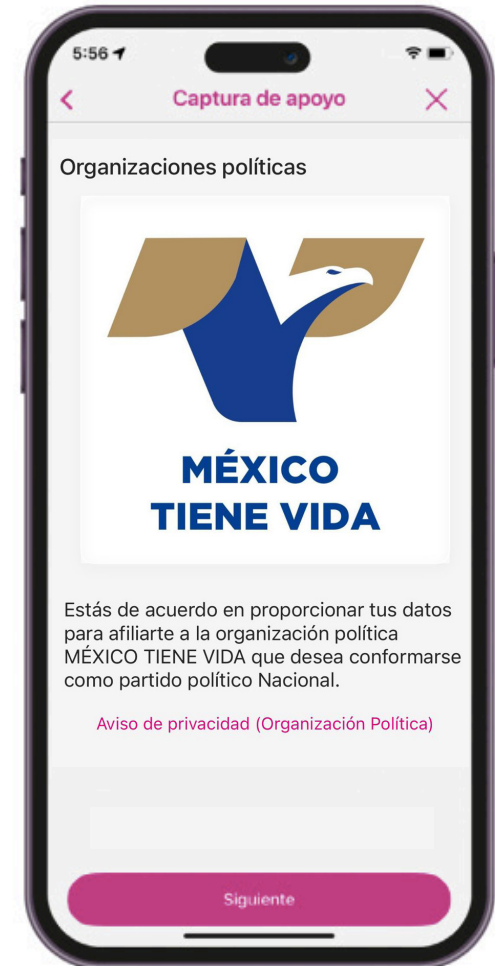 5:56
Captura de apoyo
Organizaciones políticas
MÉXICO
TIENE VIDA
Estás de acuerdo en proporcionar tus datos
para afiliarte a la organización política
MÉXICO TIENE VIDA que desea conformarse
como partido político Nacional.
Aviso de privacidad (Organización Política)
Siguiente